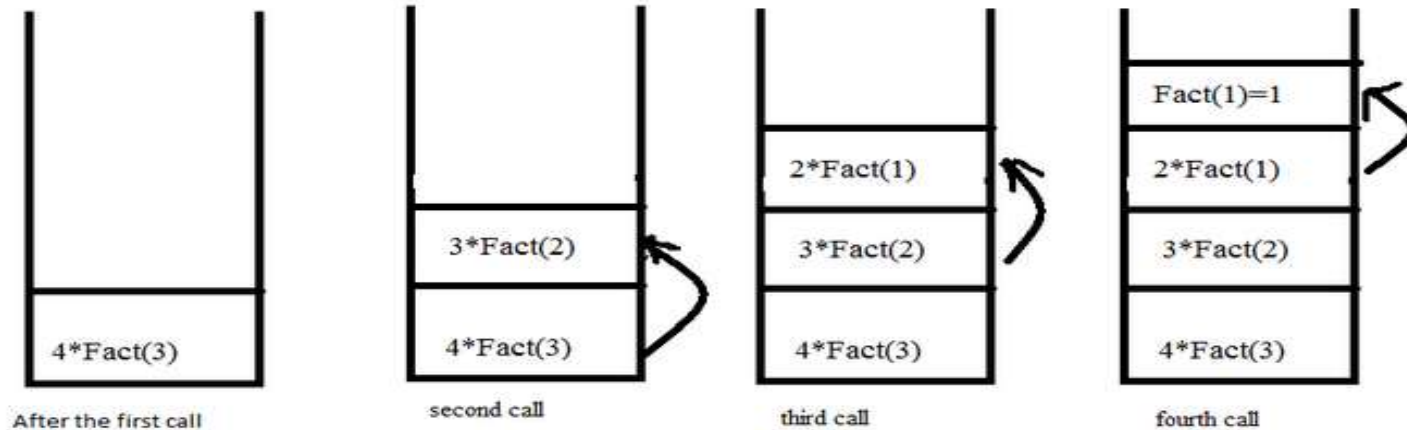 4*Fact(3)
After the first call
3*Fact(2)
4*Fact(3)
second call
2*Fact(1)
3*Fact(2)
4*Fact(3)
third call
Fact(1)=1
2*Fact(1)
3*Fact(2)
4*Fact(3)
fourth call